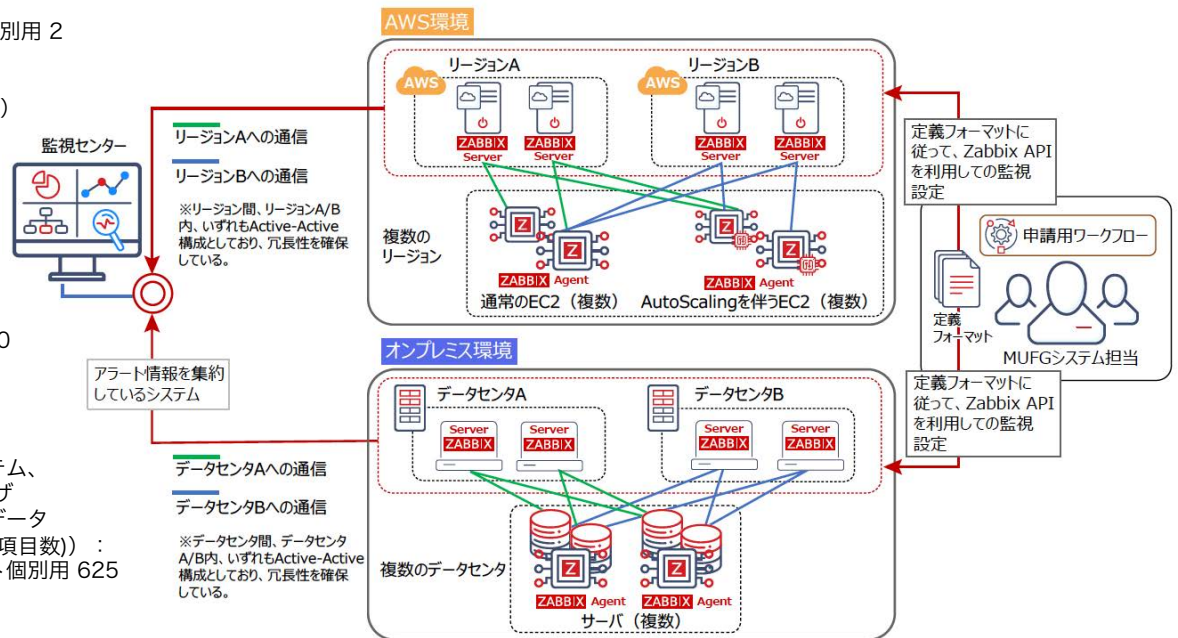 別用 2
）
0
テム、
ザ
データ
項目数)）：
個別用 625
監視センター
リージョンAへの通信
リージョンBへの通信
※リージョン間、リージョンA/B
内、いずれもActive-Active
構成としており、冗長性を確保
している。
アラート情報を集約
しているシステム
データセンタAへの通信
データセンタBへの通信
※データセンタ間、データセンタ
A/B内、いずれもActive-Active
構成としており、冗長性を確保
している。
AWS環境
リージョンA
リージョンB
AWS
AWS
ZABBIX
Server
ZABBIX
Server
ZABBIX
Server
ZABBIX
Server
複数の
リージョン
Z
Z
Z
Z
ZABBIX Agent
ZABBIX Agent
通常のEC2（複数）
AutoScalingを伴うEC2（複数）
オンプレミス環境
データセンタA
データセンタB
Server
ZABBIX
Server
ZABBIX
Server
ZABBIX
Server
ZABBIX
複数のデータセンタ
Z
Z
ZABBIX Agent
ZABBIX Agent
サーバ（複数）
定義フォーマットに
従って、Zabbix API
を利用しての監視
設定
申請用ワークフロー
定義
フォーマット
MUFGシステム担当
定義フォーマットに
従って、Zabbix API
を利用しての監視
設定